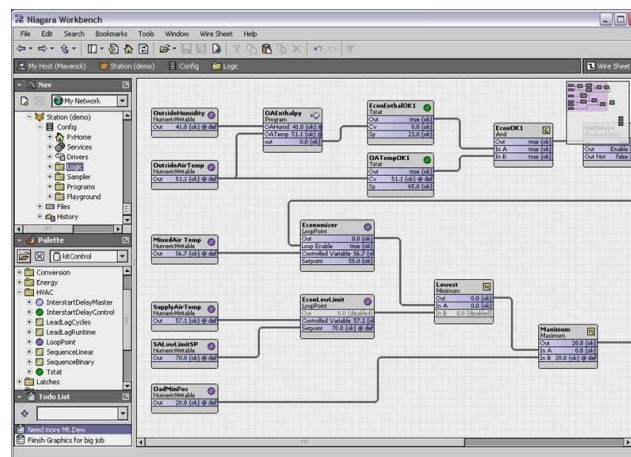 Niagara Workbench
File Edit Search Bookmarks Tools Window Wire Sheet Help
My Host (Maverick) Station (demo) Config Logic Wire Sheet
Nav
My Network
Station (demo)
Config
PxHome
Services
Drivers
Logic
Sampler
Programs
Playground
Files
History
Palette
kitControl
Conversion
Energy
HVAC
InterstartDelayMaster
InterstartDelayControl
LeadLagCycles
LeadLagRuntime
LoopPoint
SequenceLinear
SequenceBinary
Tstat
Latches
Todo List
Need more Mt.Dew
Fiinsh Graphics for big job
OutsideHumidity
NumericWritable
Out 41.0 {ok} @ def
OAEnthalpy
Program
OAHumd 41.0 {ok} @
OATemp 51.1 {ok} @
out 0.0 {ok}
EconEnthalOK1
Tstat
Out true {ok}
Cv 0.0 {ok}
Sp 23.0 {ok}
EconOK1
And
Out true {ok}
In A true {ok}
In B true {ok}
Out Enable
Out Not false
OutsideAirTemp
NumericWritable
Out 51.1 {ok} @ def
OATempOK1
Tstat
Out true {ok}
Cv 51.1 {ok} @ def
Sp 65.0 {ok}
MixedAir Temp
NumericWritable
Out 56.7 {ok} @ def
Economizer
LoopPoint
Out 0.0 {ok}
Loop Enable true {ok}
Controlled Variable 56.7 {ok
Setpoint 55.0 {ok}
SupplyAirTemp
NumericWritable
Out 57.1 {ok} @ def
EconLowLimit
LoopPoint
Out 0.0 {disabled}
Controlled Variable 57.1 {ok
Setpoint 70.0 {ok} @ def
Lowest
Minimum
Out 0.0 {ok}
In A 0.0 {ok}
In B 0.0 {disabled}
SALowLimitSP
NumericWritable
Out 70.0 {ok} @ def
Maximum
Maximum
Out 20.0 {ok}
In A 0.0 {ok}
In B 20.0 {ok} @ def
OadMinPos
NumericWritable
Out 20.0 {ok} @ def